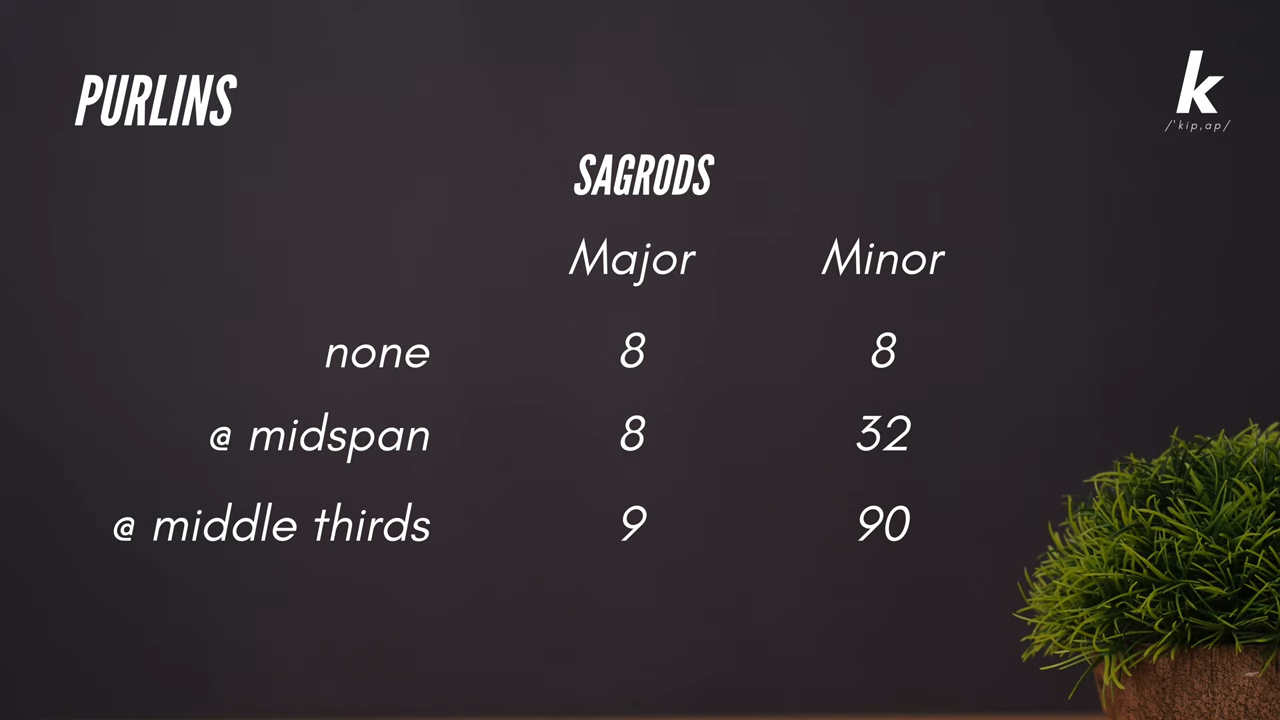 PURLINS
k
/'kip,ap/
SAGRODS
Major Minor
none 8 8
@ midspan 8 32
@ middle thirds 9 90